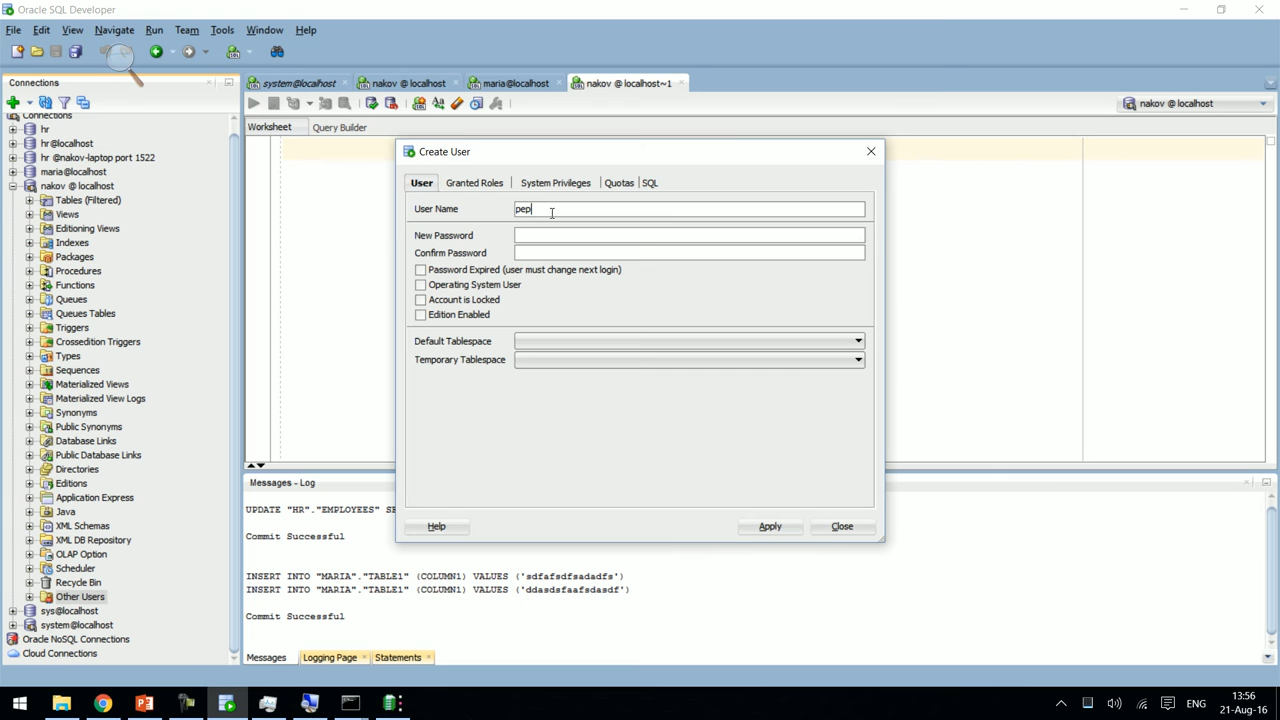 Oracle SQL Developer
File Edit View Navigate Run Team Tools Window Help
Connections
system@localhost nakov @ localhost maria@localhost nakov @ localhost~1
nakov @ localhost
Worksheet Query Builder
Connections
hr
hr@localhost
hr @nakov-laptop port 1522
maria@localhost
nakov @ localhost
Tables (Filtered)
Views
Editioning Views
Indexes
Packages
Procedures
Functions
Queues
Queues Tables
Triggers
Crossedition Triggers
Types
Sequences
Materialized Views
Materialized View Logs
Synonyms
Public Synonyms
Database Links
Public Database Links
Directories
Editions
Application Express
Java
XML Schemas
XML DB Repository
OLAP Option
Scheduler
Recycle Bin
Other Users
sys@localhost
system@localhost
Oracle NoSQL Connections
Cloud Connections
Create User
User Granted Roles System Privileges Quotas SQL
User Name pep
New Password
Confirm Password
Password Expired (user must change next login)
Operating System User
Account is Locked
Edition Enabled
Default Tablespace
Temporary Tablespace
Help Apply Close
Messages - Log
UPDATE "HR"."EMPLOYEES" SE
Commit Successful
INSERT INTO "MARIA"."TABLE1" (COLUMN1) VALUES ('sdfafsdfsadadfs')
INSERT INTO "MARIA"."TABLE1" (COLUMN1) VALUES ('ddasdsfaafsdasdf')
Commit Successful
Messages Logging Page Statements
ENG
13:56
21-Aug-16